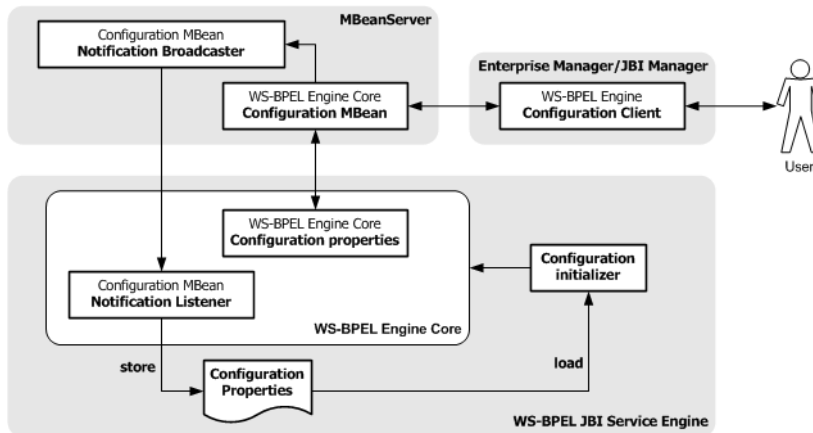 MBeanServer
Configuration MBean
Notification Broadcaster
Enterprise Manager/JBI Manager
WS-BPEL Engine Core
Configuration MBean
WS-BPEL Engine
Configuration Client
User
WS-BPEL Engine Core
Configuration properties
Configuration
initializer
Configuration MBean
Notification Listener
WS-BPEL Engine Core
store
load
Configuration
Properties
WS-BPEL JBI Service Engine